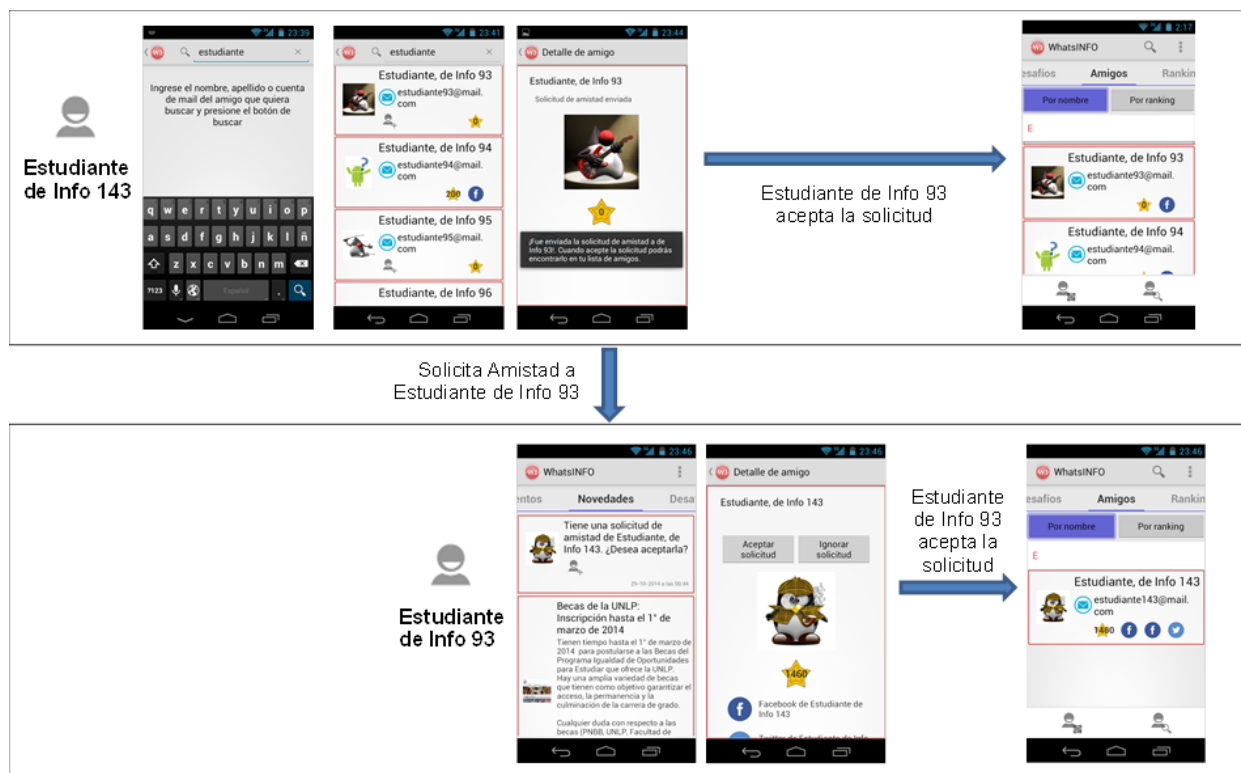 Estudiante
de Info 143
23:39
estudiante
Ingrese el nombre, apellido o cuenta
de mail del amigo que quiera
buscar y presione el botón de
buscar
q w e r t y u i o p
a s d f g h j k l ñ
z x c v b n m
?123
Español
.
23:41
estudiante
Estudiante, de Info 93
estudiante93@mail.
com
0
Estudiante, de Info 94
estudiante94@mail.
com
200
Estudiante, de Info 95
estudiante95@mail.
com
0
Estudiante, de Info 96
23:44
Detalle de amigo
Estudiante, de Info 93
Solicitud de amistad enviada
0
¡Fue enviada la solicitud de amistad a de
Info 93!. Cuando acepte la solicitud podrás
encontrarlo en tu lista de amigos.
Estudiante de Info 93
acepta la solicitud
2:17
WhatsINFO
esafíos Amigos Rankin
Por nombre Por ranking
E
Estudiante, de Info 93
estudiante93@mail.
com
0
Estudiante, de Info 94
estudiante94@mail.
com
Solicita Amistad a
Estudiante de Info 93
Estudiante
de Info 93
23:46
WhatsINFO
entos Novedades Desa
Tiene una solicitud de
amistad de Estudiante, de
Info 143. ¿Desea aceptarla?
29-10-2014 a las 00:44
Becas de la UNLP:
Inscripción hasta el 1° de
marzo de 2014
Tienen tiempo hasta el 1° de marzo de
2014 para postularse a las Becas del
Programa Igualdad de Oportunidades
para Estudiar que ofrece la UNLP.
Hay una amplia variedad de becas
que tienen como objetivo garantizar el
acceso, la permanencia y la
culminación de la carrera de grado.
Cualquier duda con respecto a las
becas (PNBB, UNLP, Facultad de
23:46
Detalle de amigo
Estudiante, de Info 143
Aceptar
solicitud
Ignorar
solicitud
1460
Facebook de Estudiante de
Info 143
Twitter de Estudiante de Info
Estudiante
de Info 93
acepta la
solicitud
23:46
WhatsINFO
esafíos Amigos Rankin
Por nombre Por ranking
E
Estudiante, de Info 143
estudiante143@mail.
com
1460